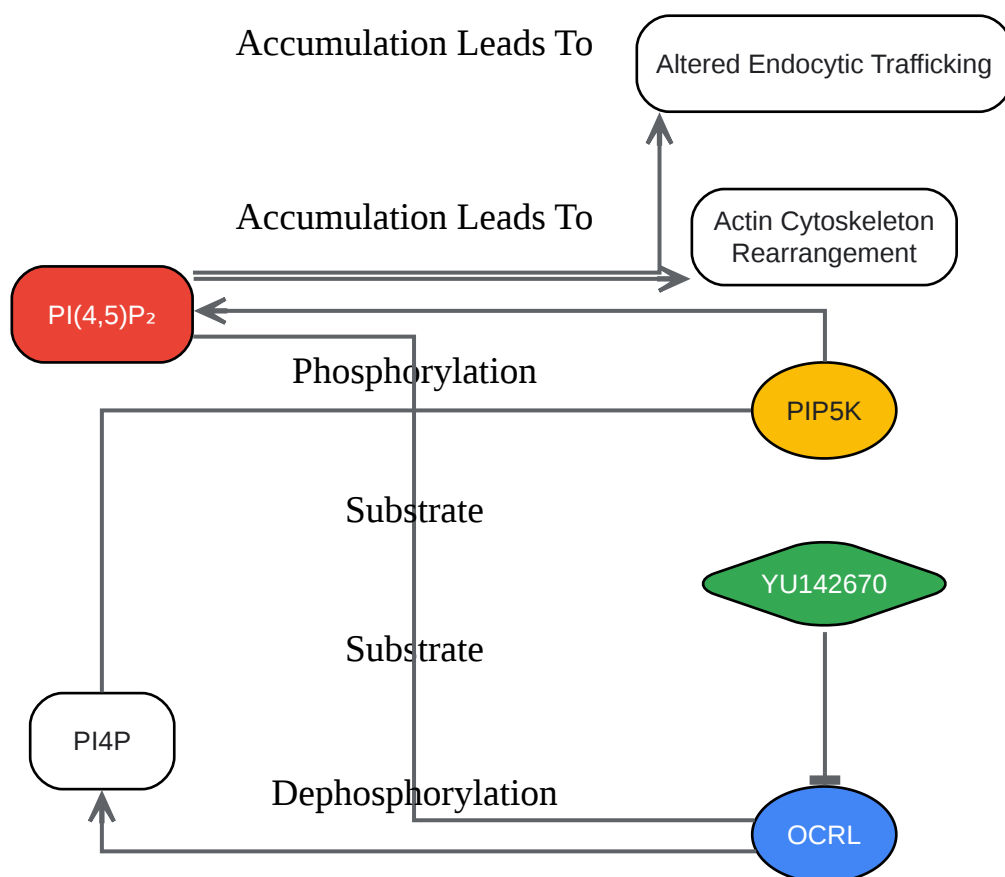 Accumulation Leads To
Altered Endocytic Trafficking
Accumulation Leads To
Actin Cytoskeleton
Rearrangement
PI(4,5)P₂
Phosphorylation
PIP5K
Substrate
YU142670
Substrate
PI4P
Dephosphorylation
OCRL